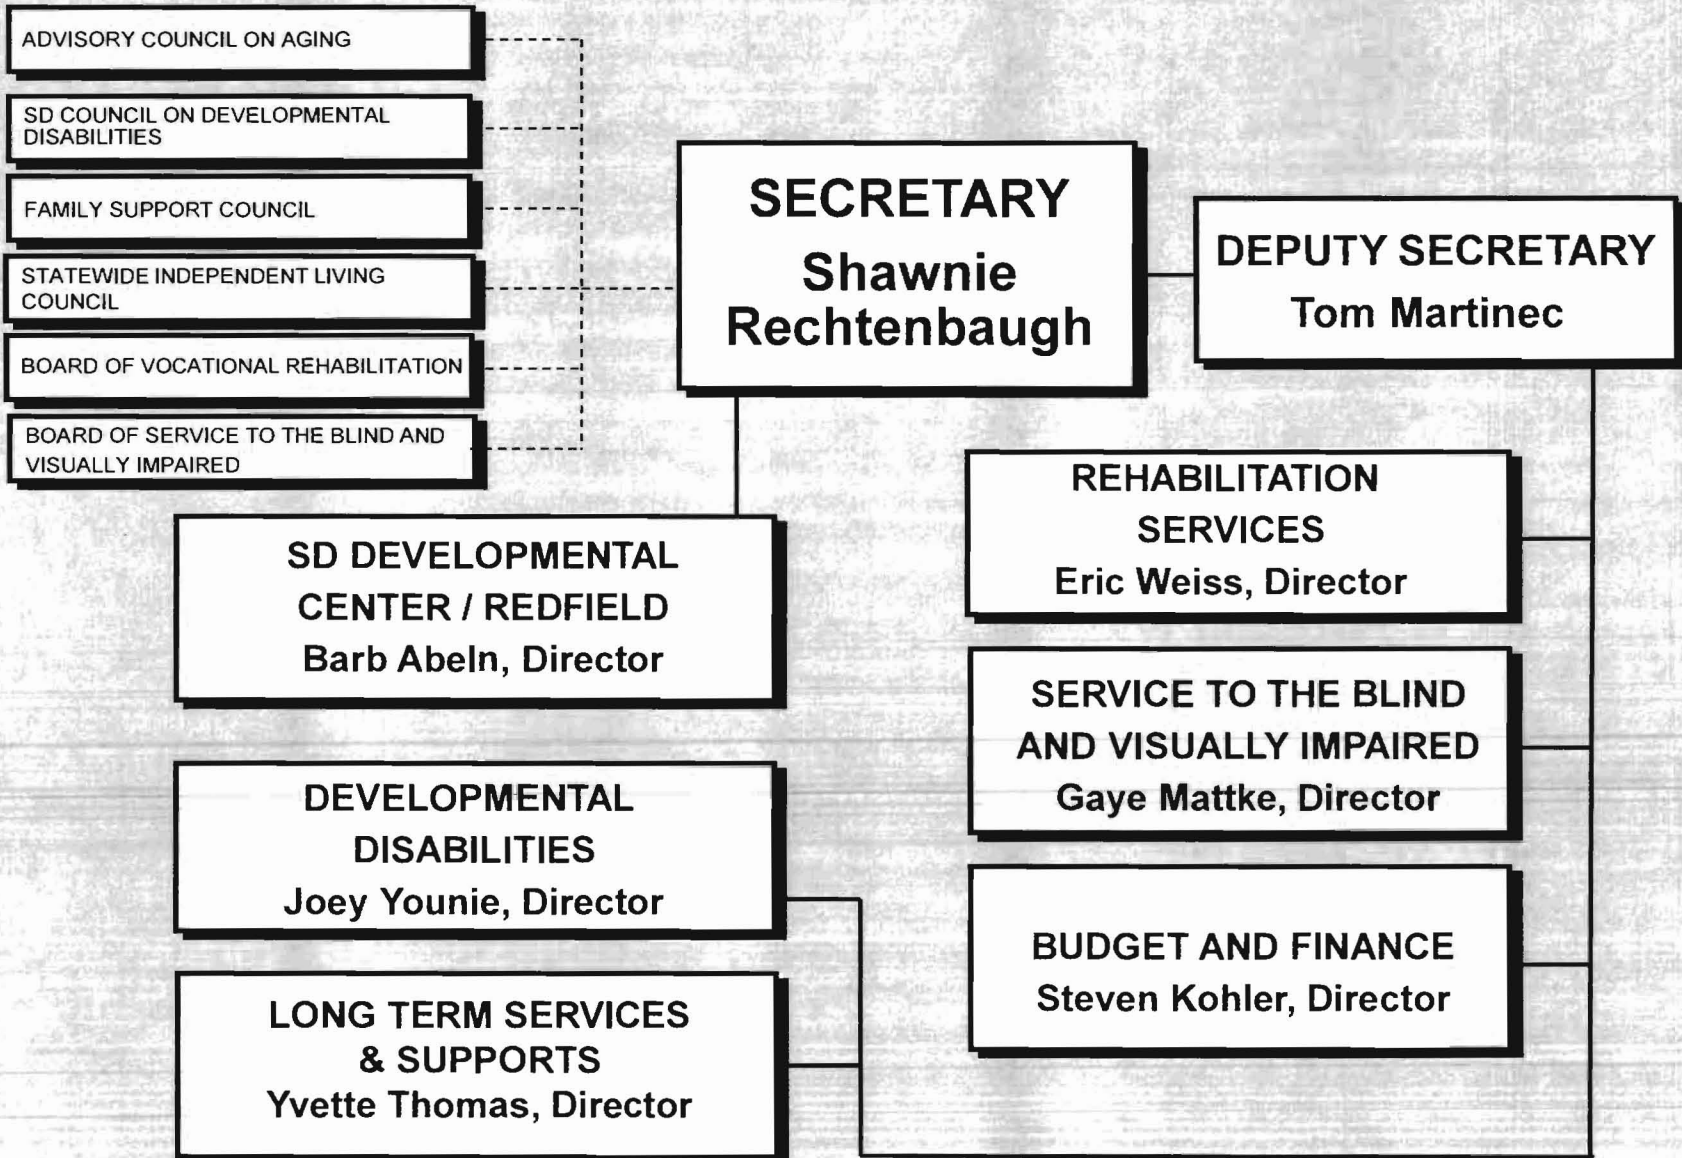 ADVISORY COUNCIL ON AGING
SD COUNCIL ON DEVELOPMENTAL
DISABILITIES
FAMILY SUPPORT COUNCIL
STATEWIDE INDEPENDENT LIVING
COUNCIL
BOARD OF VOCATIONAL REHABILITATION
BOARD OF SERVICE TO THE BLIND AND
VISUALLY IMPAIRED
SECRETARY
Shawnie
Rechtenbaugh
DEPUTY SECRETARY
Tom Martinec
SD DEVELOPMENTAL
CENTER / REDFIELD
Barb Abeln, Director
DEVELOPMENTAL
DISABILITIES
Joey Younie, Director
LONG TERM SERVICES
& SUPPORTS
Yvette Thomas, Director
REHABILITATION
SERVICES
Eric Weiss, Director
SERVICE TO THE BLIND
AND VISUALLY IMPAIRED
Gaye Mattke, Director
BUDGET AND FINANCE
Steven Kohler, Director